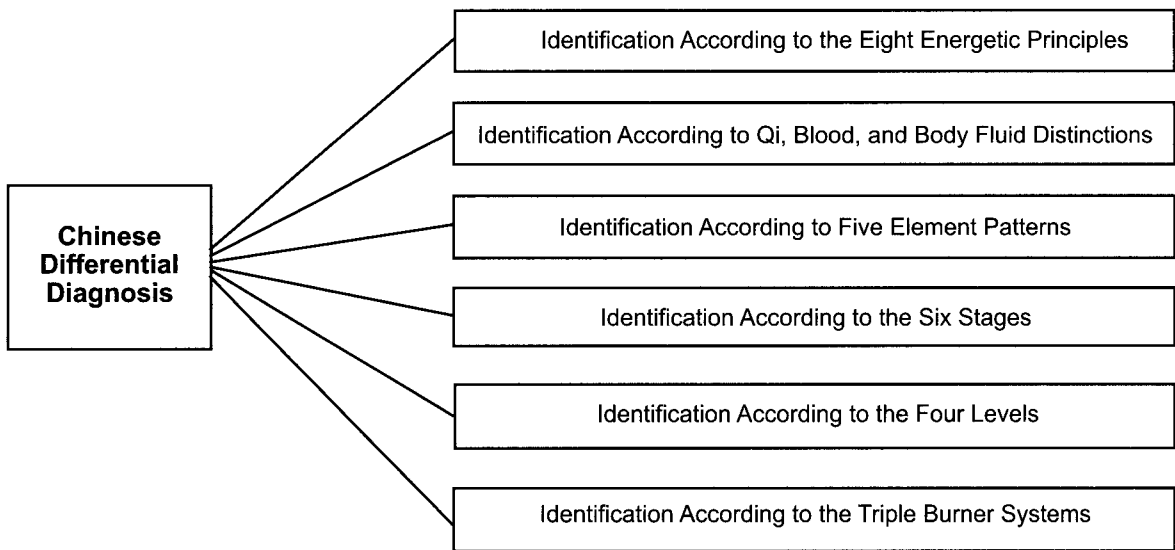 Identification According to the Eight Energetic Principles
Identification According to Qi, Blood, and Body Fluid Distinctions
Chinese
Differential
Diagnosis
Identification According to Five Element Patterns
Identification According to the Six Stages
Identification According to the Four Levels
Identification According to the Triple Burner Systems